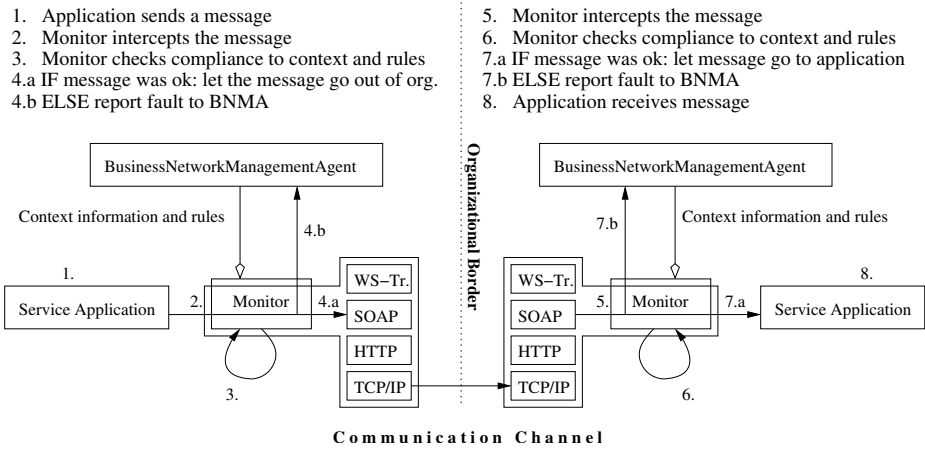 1. Application sends a message
2. Monitor intercepts the message
3. Monitor checks compliance to context and rules
4.a IF message was ok: let the message go out of org.
4.b ELSE report fault to BNMA
5. Monitor intercepts the message
6. Monitor checks compliance to context and rules
7.a IF message was ok: let message go to application
7.b ELSE report fault to BNMA
8. Application receives message
BusinessNetworkManagementAgent
Context information and rules
4.b
1.
Service Application
2.
Monitor
4.a
3.
WS-Tr.
SOAP
HTTP
TCP/IP
Organizational Border
BusinessNetworkManagementAgent
7.b
Context information and rules
WS-Tr.
SOAP
HTTP
TCP/IP
5.
Monitor
7.a
6.
8.
Service Application
Communication Channel